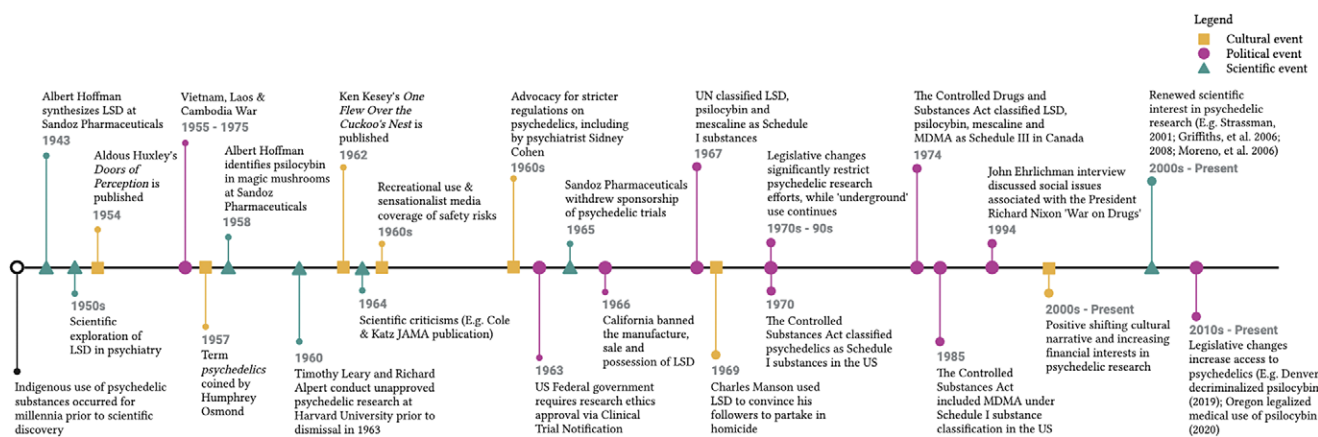 Legend
Cultural event
Political event
Scientific event
Albert Hoffman
synthesizes LSD at
Sandoz Pharmaceuticals
1943
Aldous Huxley's
Doors of
Perception is
published
1954
Vietnam, Laos &
Cambodia War
1955 - 1975
Albert Hoffman
identifies psilocybin
in magic mushrooms
at Sandoz
Pharmaceuticals
1958
Ken Kesey's One
Flew Over the
Cuckoo's Nest is
published
1962
Recreational use &
sensationalist media
coverage of safety risks
1960s
Advocacy for stricter
regulations on
psychedelics, including
by psychiatrist Sidney
Cohen
1960s
Sandoz Pharmaceuticals
withdrew sponsorship
of psychedelic trials
1965
UN classified LSD,
psilocybin and
mescaline as Schedule
I substances
1967
Legislative changes
significantly restrict
psychedelic research
efforts, while 'underground'
use continues
1970s - 90s
The Controlled Drugs and
Substances Act classified LSD,
psilocybin, mescaline and
MDMA as Schedule III in Canada
1974
John Ehrlichman interview
discussed social issues
associated with the President
Richard Nixon 'War on Drugs'
1994
Renewed scientific
interest in psychedelic
research (E.g. Strassman,
2001; Griffiths, et al. 2006;
2008; Moreno, et al. 2006)
2000s - Present
Indigenous use of psychedelic
substances occurred for
millennia prior to scientific
discovery
1950s
Scientific
exploration of
LSD in psychiatry
1957
Term
psychedelics
coined by
Humphrey
Osmond
1960
Timothy Leary and Richard
Alpert conduct unapproved
psychedelic research at
Harvard University prior to
dismissal in 1963
1964
Scientific criticisms (E.g. Cole
& Katz JAMA publication)
1963
US Federal government
requires research ethics
approval via Clinical
Trial Notification
1966
California banned
the manufacture,
sale and
possession of LSD
1969
Charles Manson used
LSD to convince his
followers to partake in
homicide
1970
The Controlled
Substances Act classified
psychedelics as Schedule
I substances in the US
1985
The Controlled
Substances Act
included MDMA under
Schedule I substance
classification in the US
2000s - Present
Positive shifting cultural
narrative and increasing
financial interests in
psychedelic research
2010s - Present
Legislative changes
increase access to
psychedelics (E.g. Denver
decriminalized psilocybin
(2019); Oregon legalized
medical use of psilocybin
(2020)